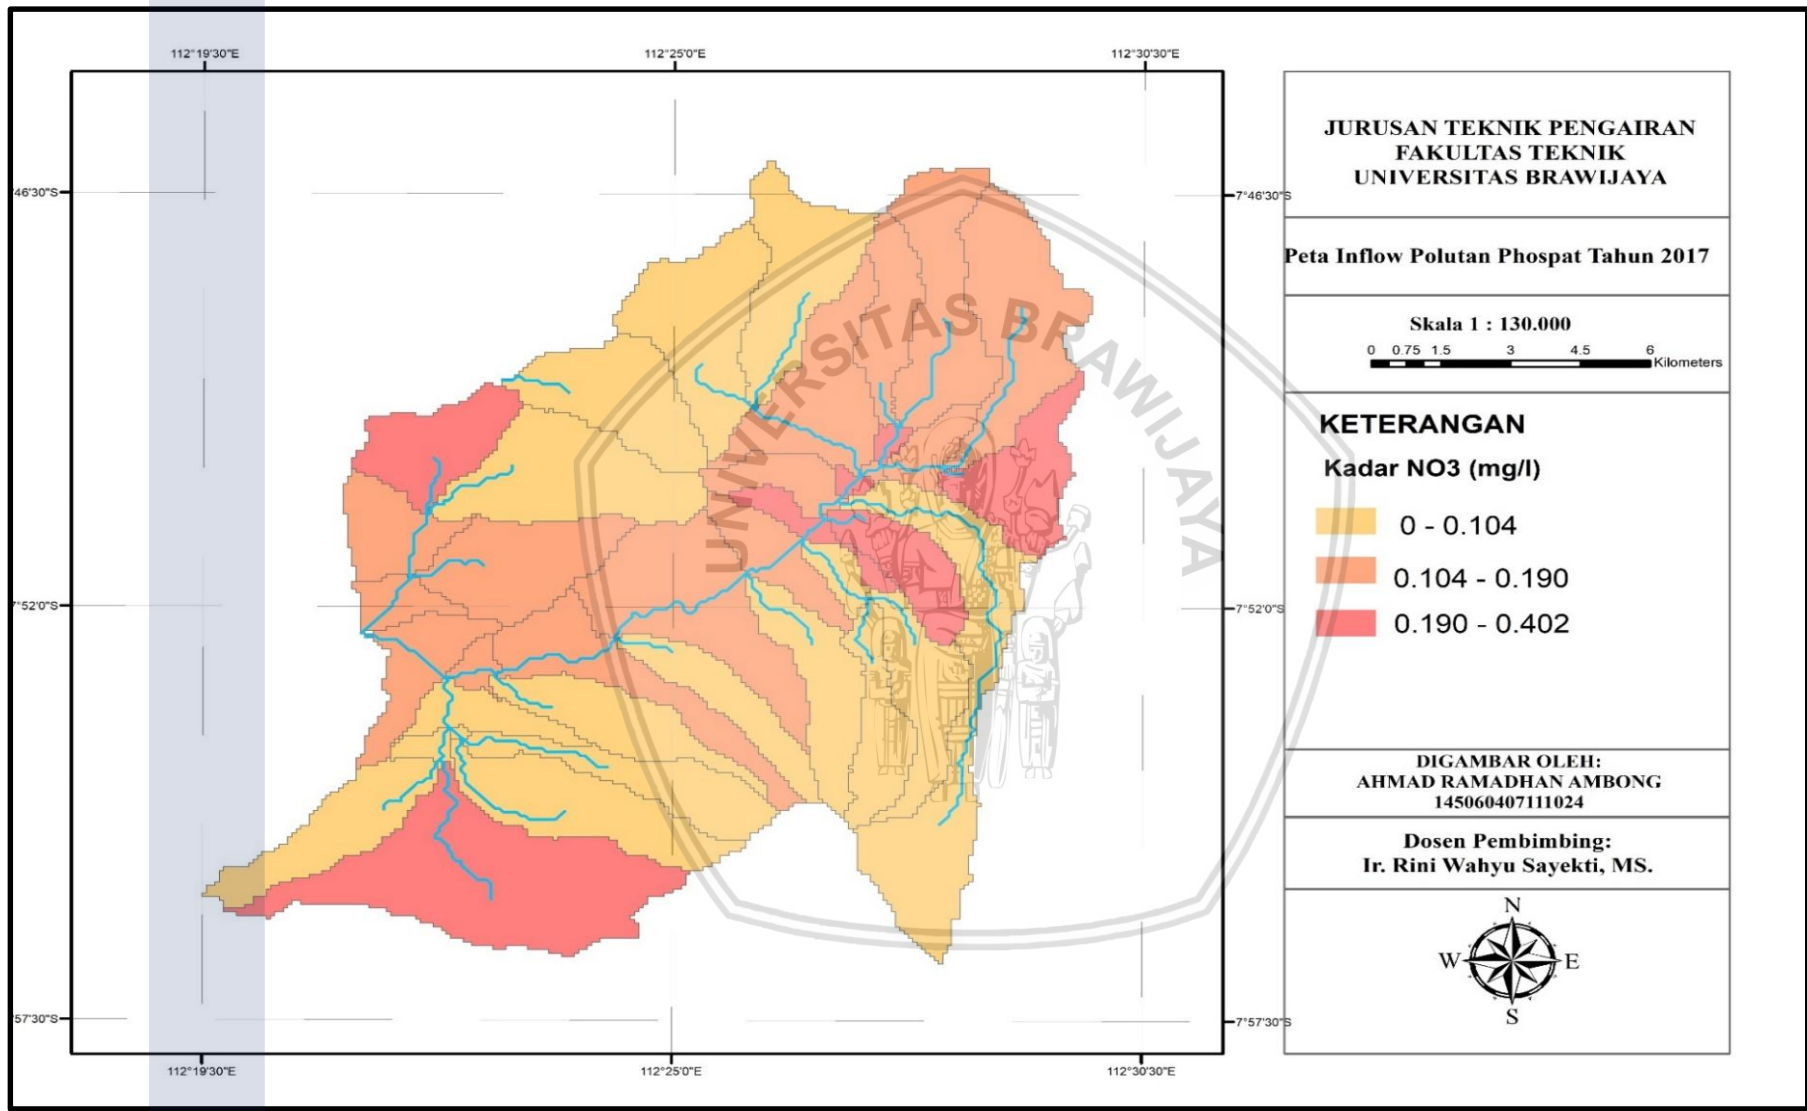 112°19'30"E 112°25'0"E 112°30'30"E
'46'30"S 7°46'30"S
7°52'0"S 7°52'0"S
'57'30"S 7°57'30"S
112°19'30"E 112°25'0"E 112°30'30"E
UNIVERSITAS BRAWIJAYA
JURUSAN TEKNIK PENGAIRAN
FAKULTAS TEKNIK
UNIVERSITAS BRAWIJAYA
Peta Inflow Polutan Phospat Tahun 2017
Skala 1 : 130.000
0 0.75 1.5 3 4.5 6
Kilometers
KETERANGAN
Kadar NO3 (mg/l)
0 - 0.104
0.104 - 0.190
0.190 - 0.402
DIGAMBAR OLEH:
AHMAD RAMADHAN AMBONG
145060407111024
Dosen Pembimbing:
Ir. Rini Wahyu Sayekti, MS.
N
W E
S